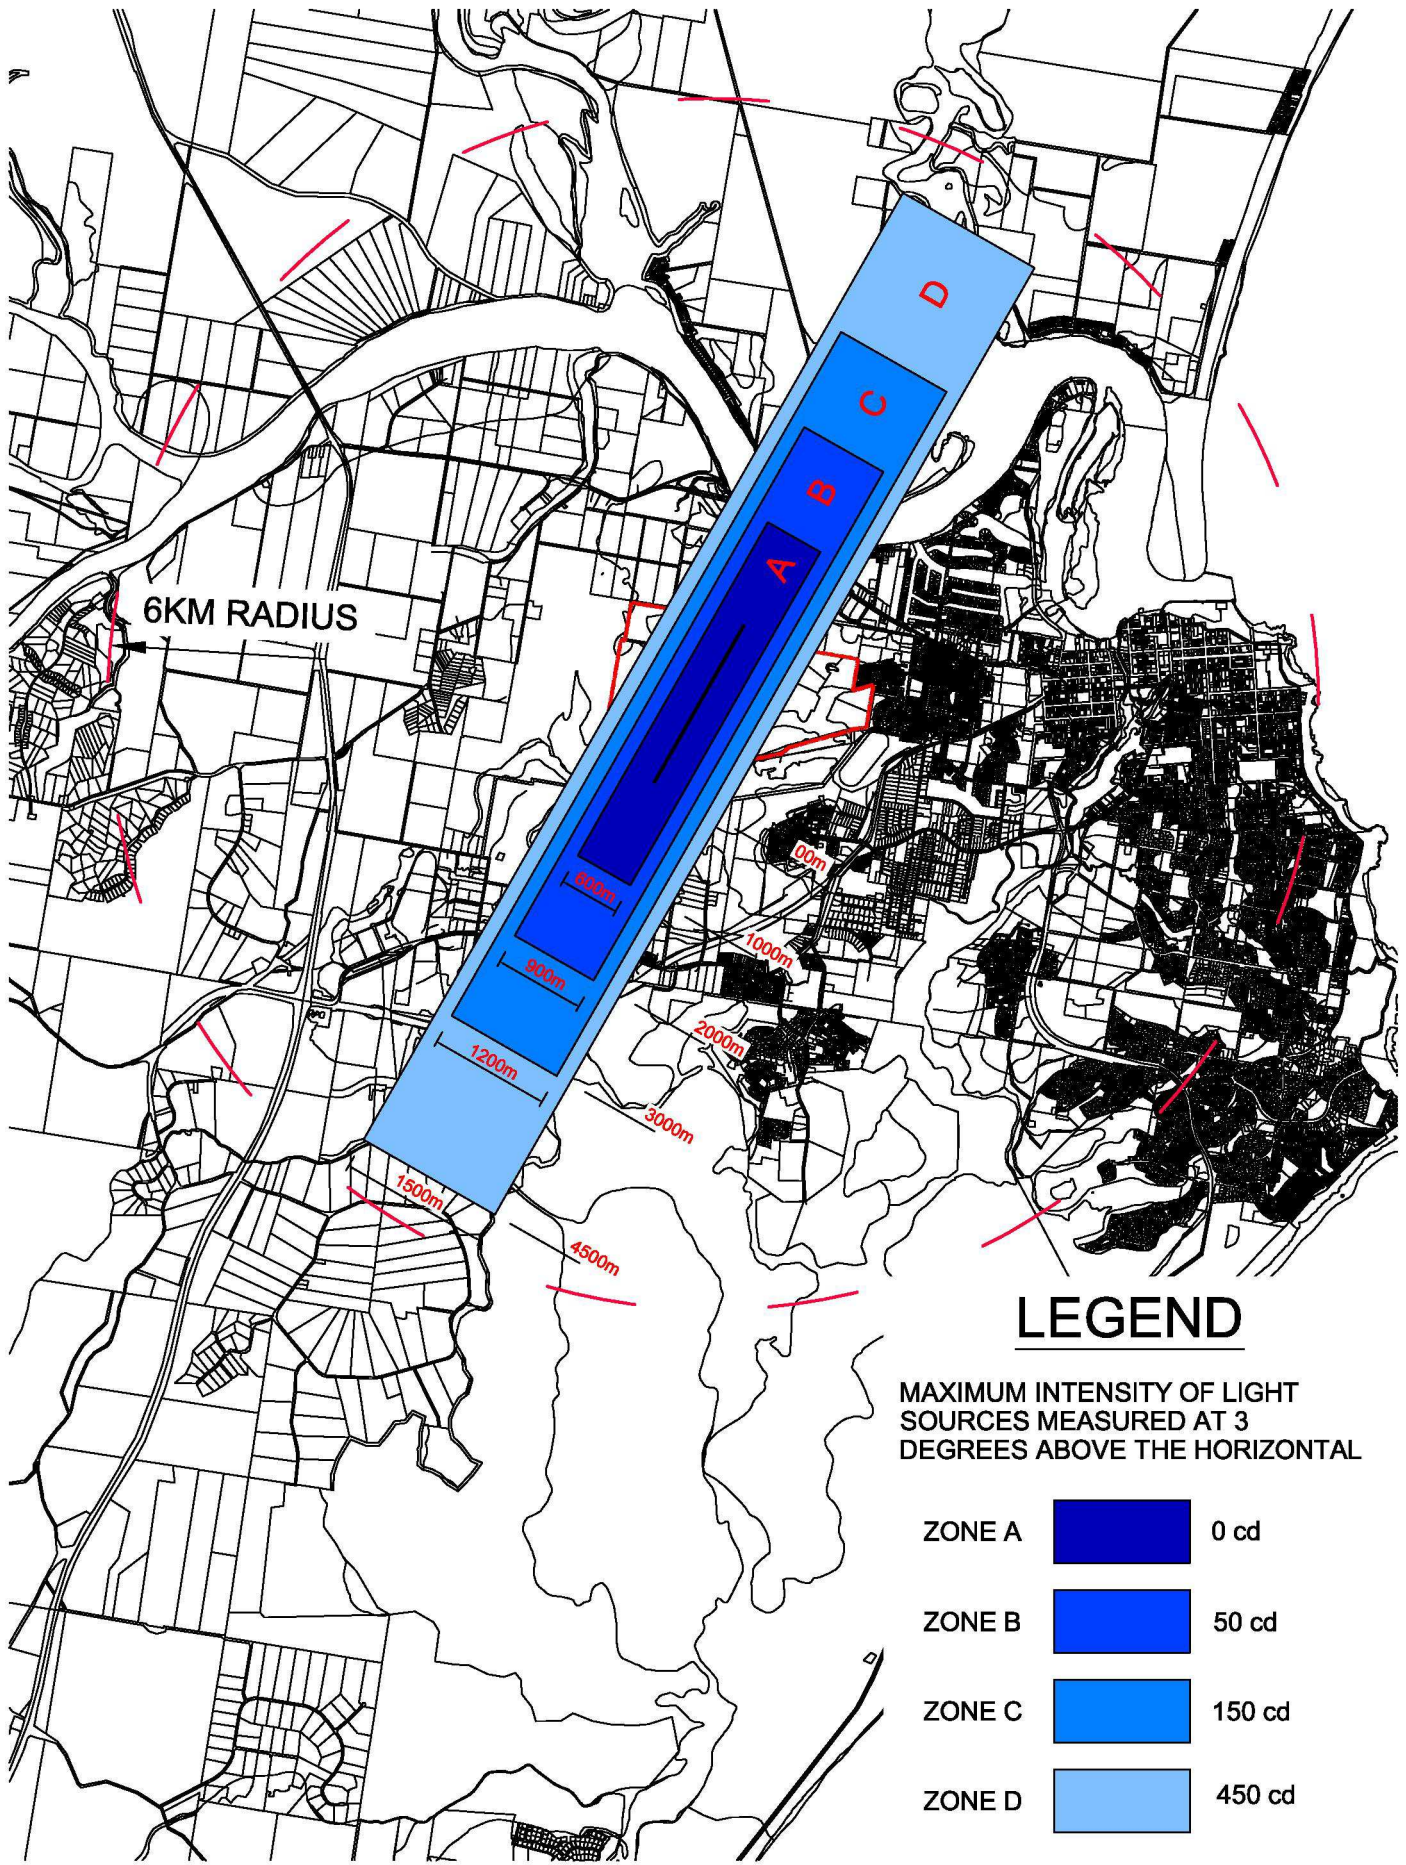 D
C
B
A
6KM RADIUS
00m
600m
1000m
900m
2000m
1200m
3000m
1500m
4500m
LEGEND
MAXIMUM INTENSITY OF LIGHT
SOURCES MEASURED AT 3
DEGREES ABOVE THE HORIZONTAL
ZONE A 0 cd
ZONE B 50 cd
ZONE C 150 cd
ZONE D 450 cd